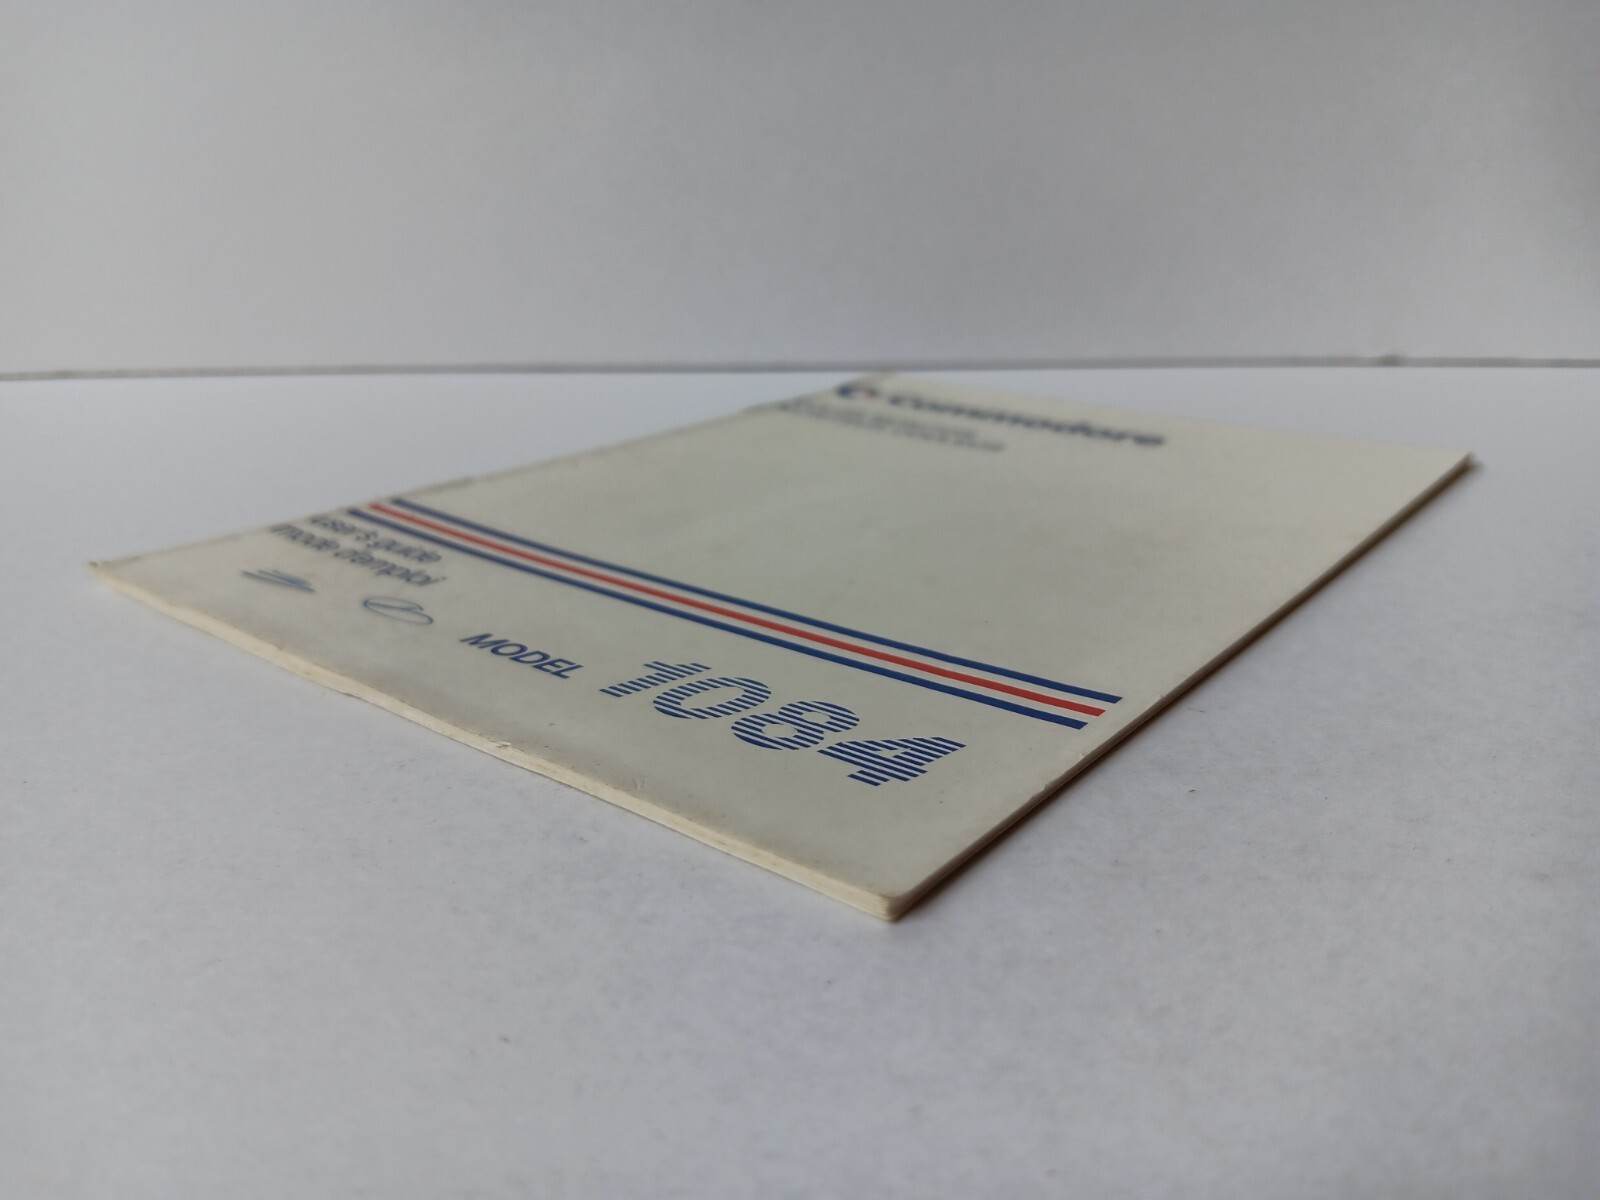 Commodore
user's guide
mode d'emploi
MODEL 1084